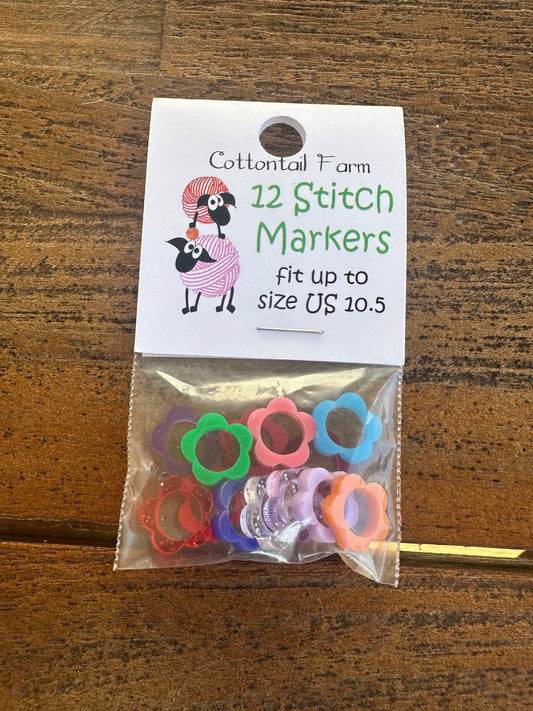 Cottontail Farm
12 Stitch
Markers
fit up to
size US 10.5